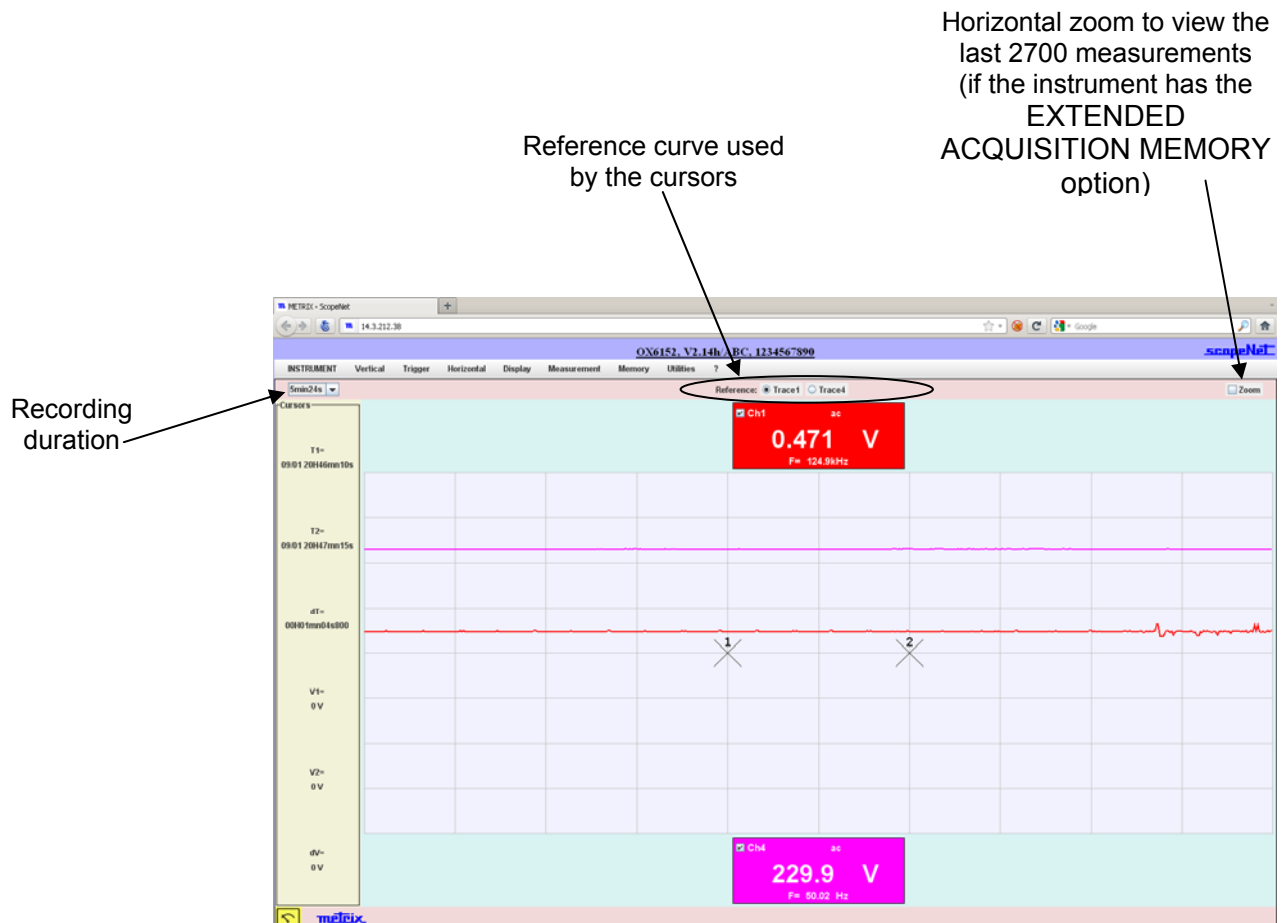 Horizontal zoom to view the
last 2700 measurements
(if the instrument has the
EXTENDED
ACQUISITION MEMORY
option)
Reference curve used
by the cursors
METRIX - ScopeNet
+
14.3.212.38
Google
OX6152, V2.14h/ABC, 1234567890
scopeNet
INSTRUMENT Vertical Trigger Horizontal Display Measurement Memory Utilities ?
5min24s
Reference: Trace1 Trace4
Zoom
Recording
duration
Cursors
Ch1 ac
0.471 V
F= 124.9kHz
T1=
09/01 20H46mn10s
T2=
09/01 20H47mn15s
dT=
00H01mn04s800
1 2
V1=
0 V
V2=
0 V
dV=
0 V
Ch4 ac
229.9 V
F= 50.02 Hz
metrix